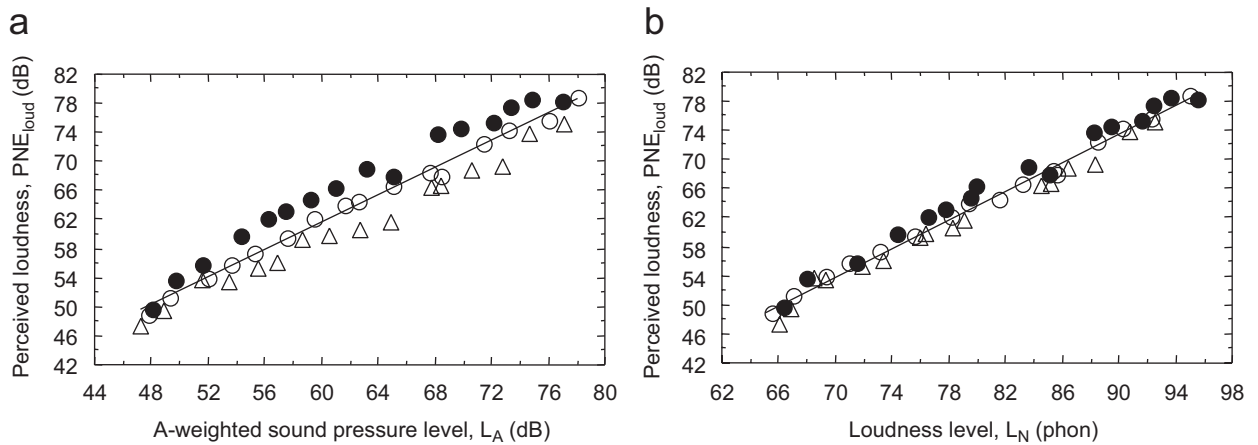 a
Perceived loudness, PNE_loud (dB)
82
78
74
70
66
62
58
54
50
46
42
44 48 52 56 60 64 68 72 76 80
A-weighted sound pressure level, L_A (dB)
b
Perceived loudness, PNE_loud (dB)
82
78
74
70
66
62
58
54
50
46
42
62 66 70 74 78 82 86 90 94 98
Loudness level, L_N (phon)